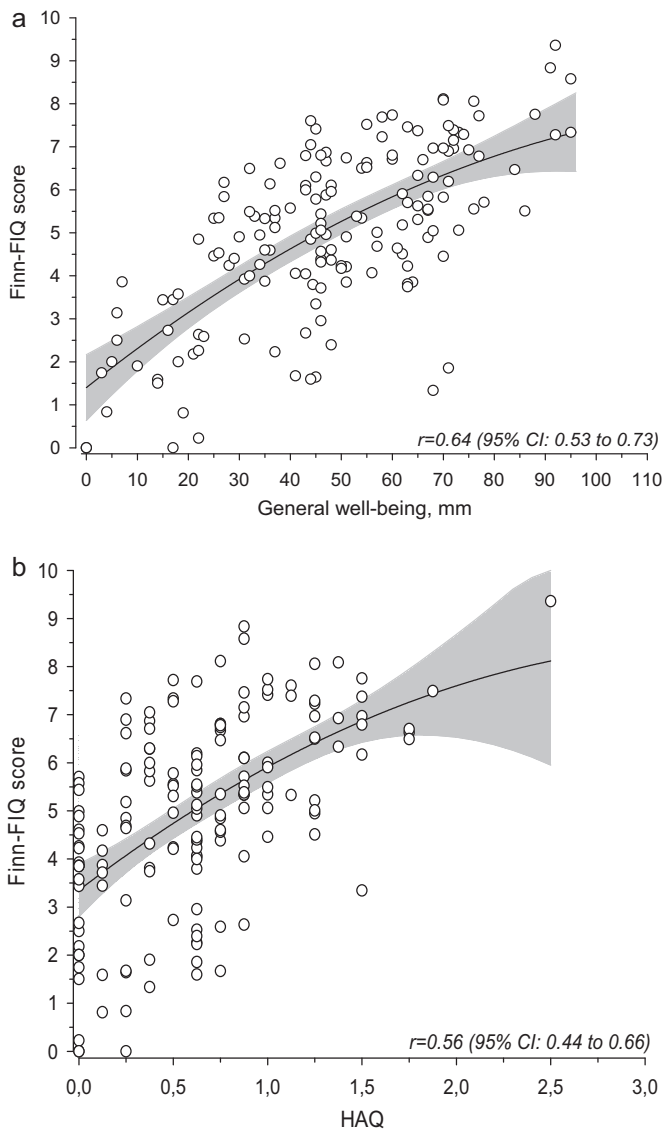 a
10
9
8
7
6
5
4
3
2
1
0
Finn-FIQ score
r=0.64 (95% CI: 0.53 to 0.73)
0 10 20 30 40 50 60 70 80 90 100 110
General well-being, mm
b
10
9
8
7
6
5
4
3
2
1
0
Finn-FIQ score
r=0.56 (95% CI: 0.44 to 0.66)
0,0 0,5 1,0 1,5 2,0 2,5 3,0
HAQ